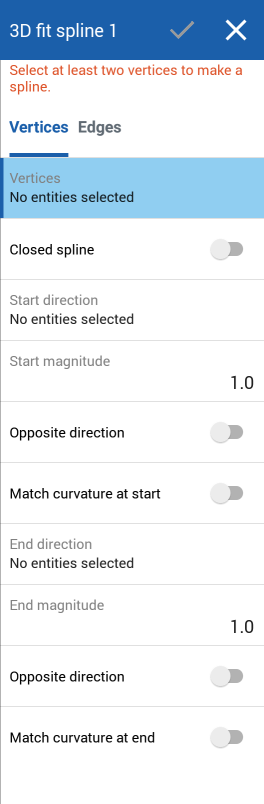 3D fit spline 1
Select at least two vertices to make a
spline.
Vertices Edges
Vertices
No entities selected
Closed spline
Start direction
No entities selected
Start magnitude
1.0
Opposite direction
Match curvature at start
End direction
No entities selected
End magnitude
1.0
Opposite direction
Match curvature at end